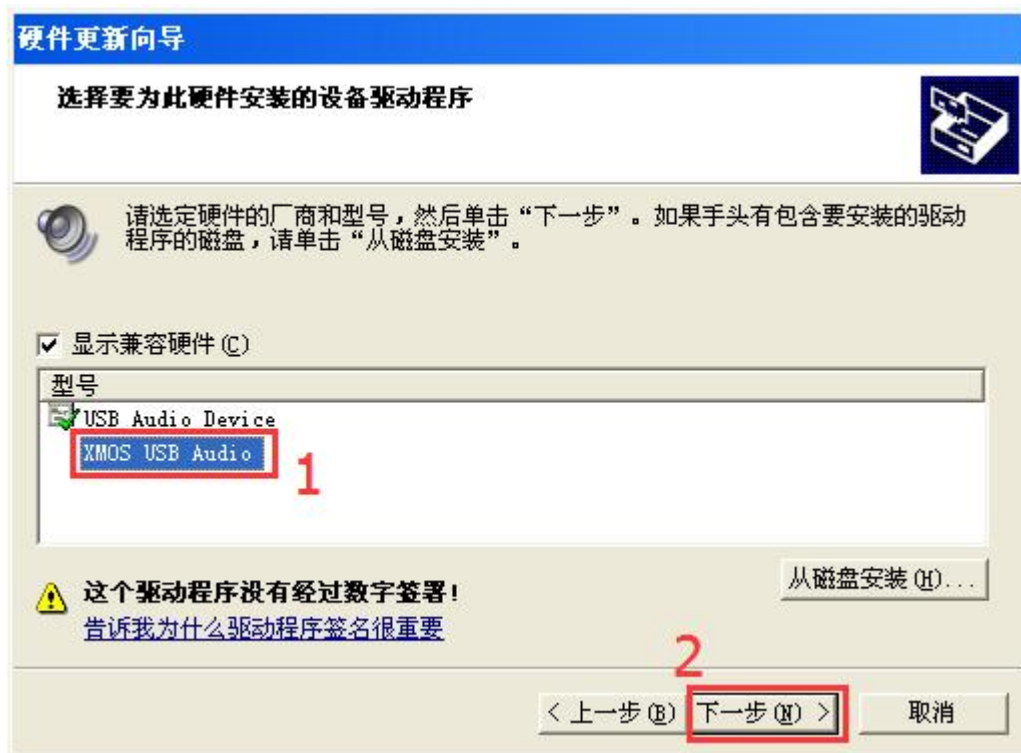 硬件更新向导
选择要为此硬件安装的设备驱动程序
请选定硬件的厂商和型号，然后单击“下一步”。如果手头有包含要安装的驱动
程序的磁盘，请单击“从磁盘安装”。
显示兼容硬件(C)
型号
USB Audio Device
XMOS USB Audio
1
从磁盘安装(H)...
这个驱动程序没有经过数字签署!
告诉我为什么驱动程序签名很重要
2
< 上一步(B) 下一步(N) > 取消